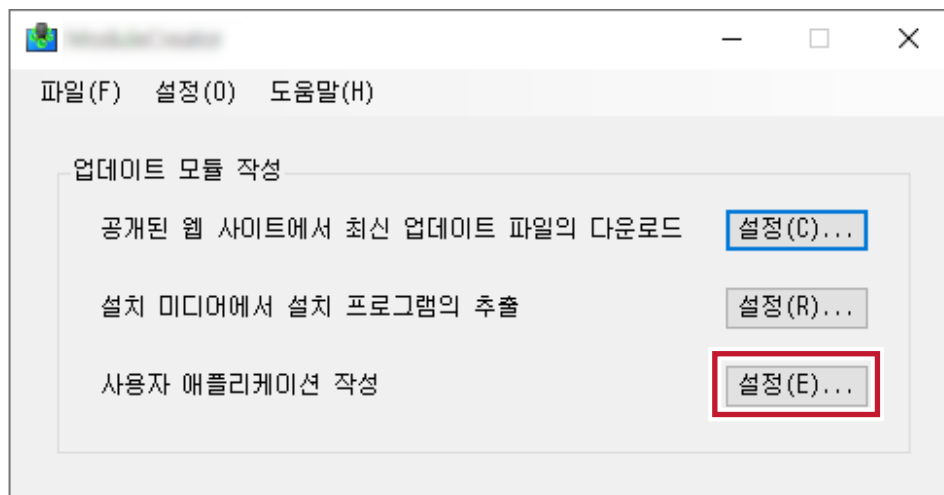 파일(F) 설정(O) 도움말(H)
업데이트 모듈 작성
공개된 웹 사이트에서 최신 업데이트 파일의 다운로드 설정(C)...
설치 미디어에서 설치 프로그램의 추출 설정(R)...
사용자 애플리케이션 작성 설정(E)...